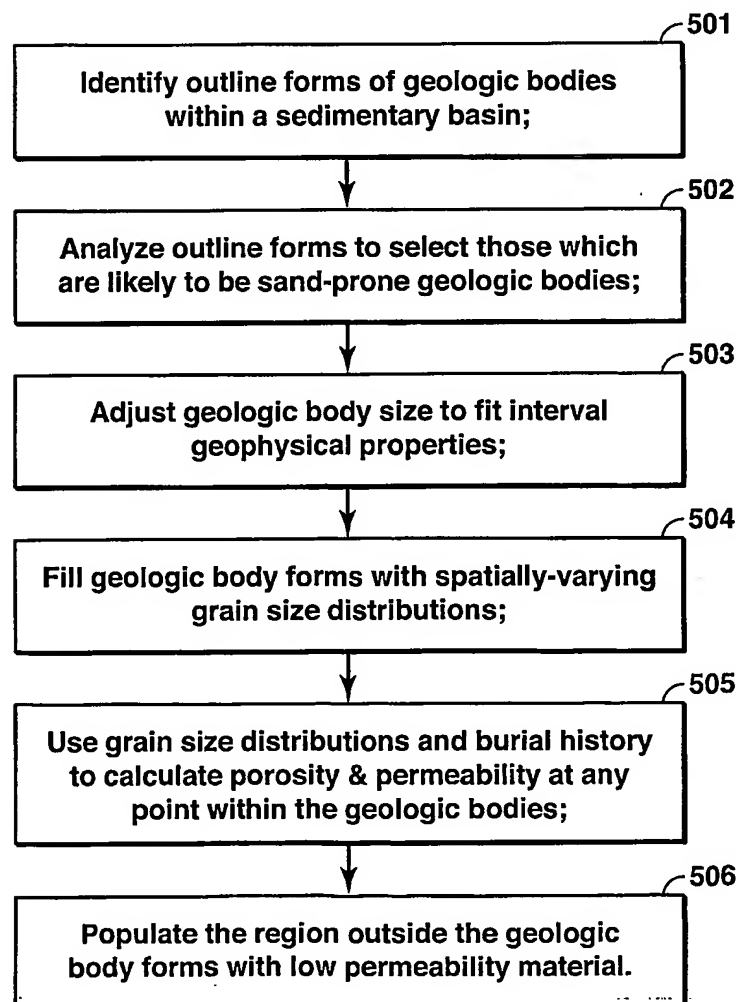 501
Identify outline forms of geologic bodies
within a sedimentary basin;
502
Analyze outline forms to select those which
are likely to be sand-prone geologic bodies;
503
Adjust geologic body size to fit interval
geophysical properties;
504
Fill geologic body forms with spatially-varying
grain size distributions;
505
Use grain size distributions and burial history
to calculate porosity & permeability at any
point within the geologic bodies;
506
Populate the region outside the geologic
body forms with low permeability material.